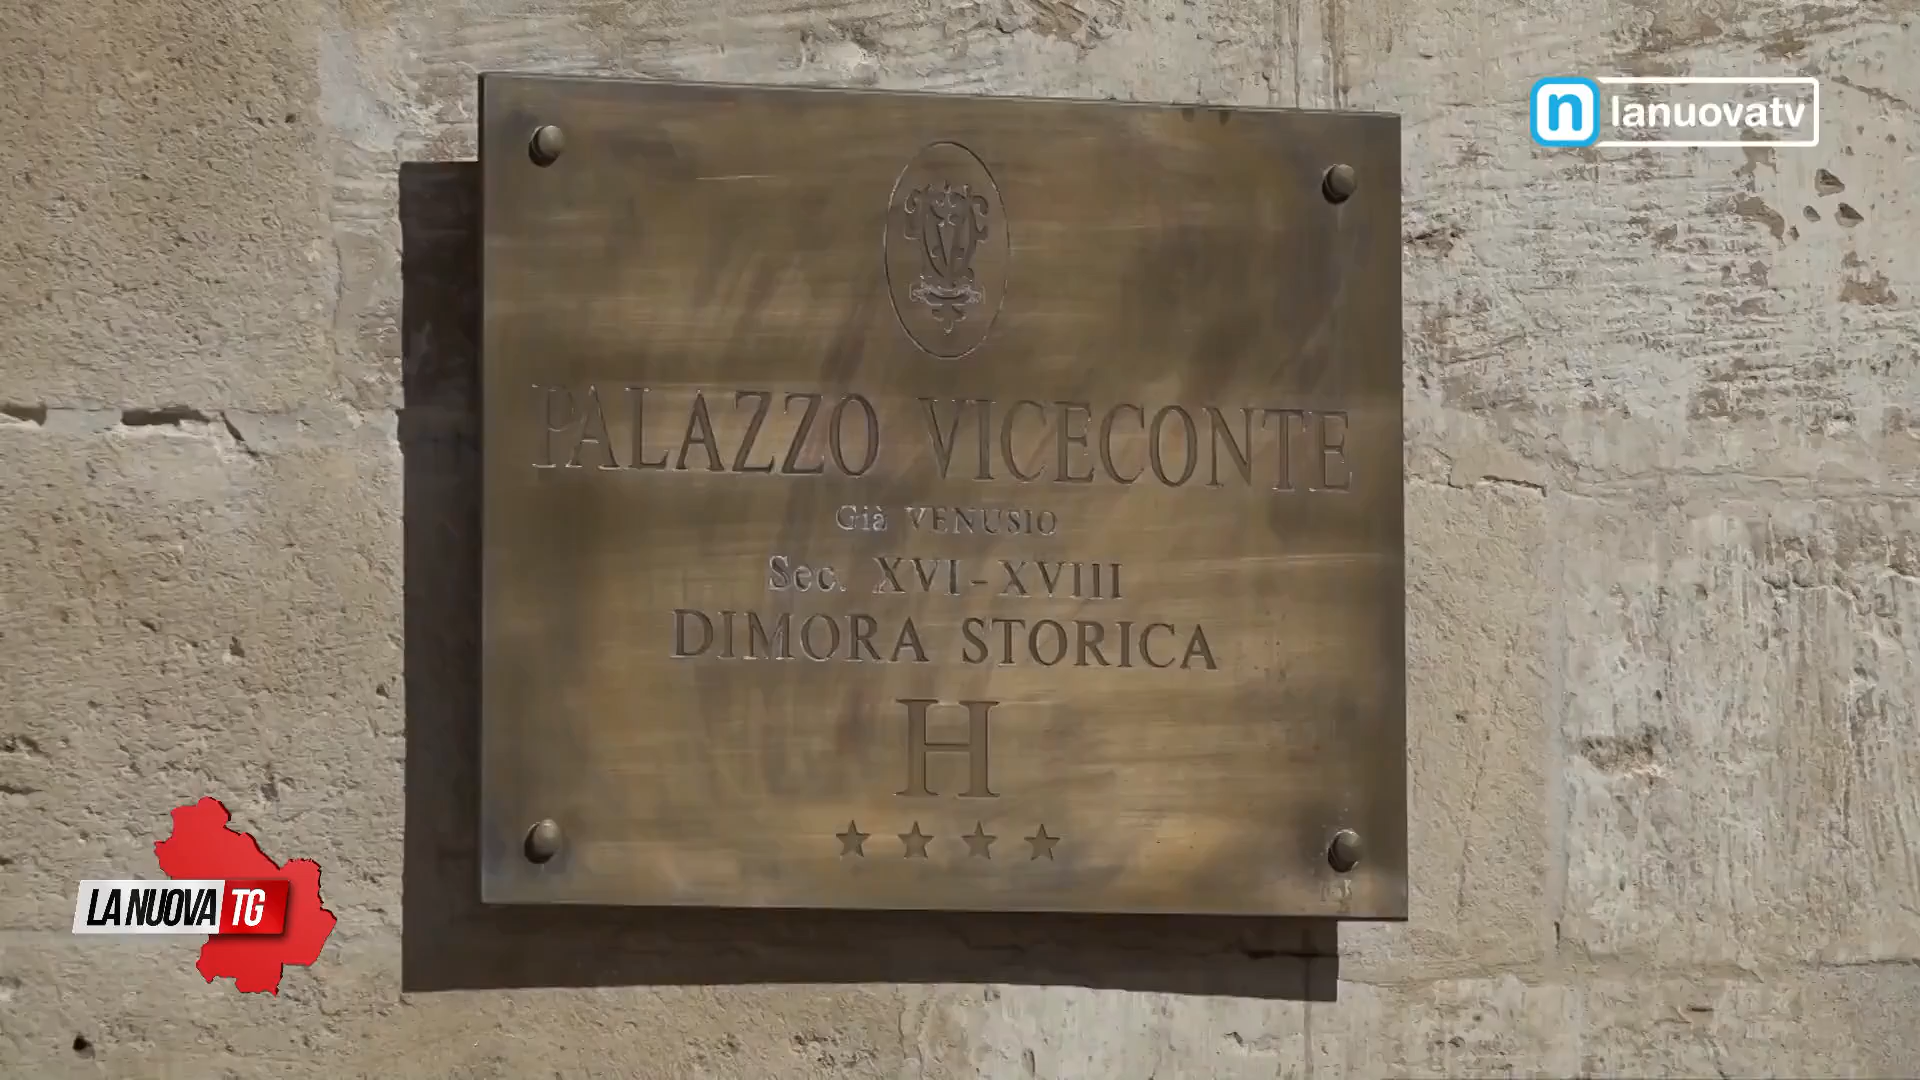 lanuovatv
PALAZZO VICECONTE
Già VENUSIO
Sec. XVI-XVIII
DIMORA STORICA
H
LA NUOVA TG